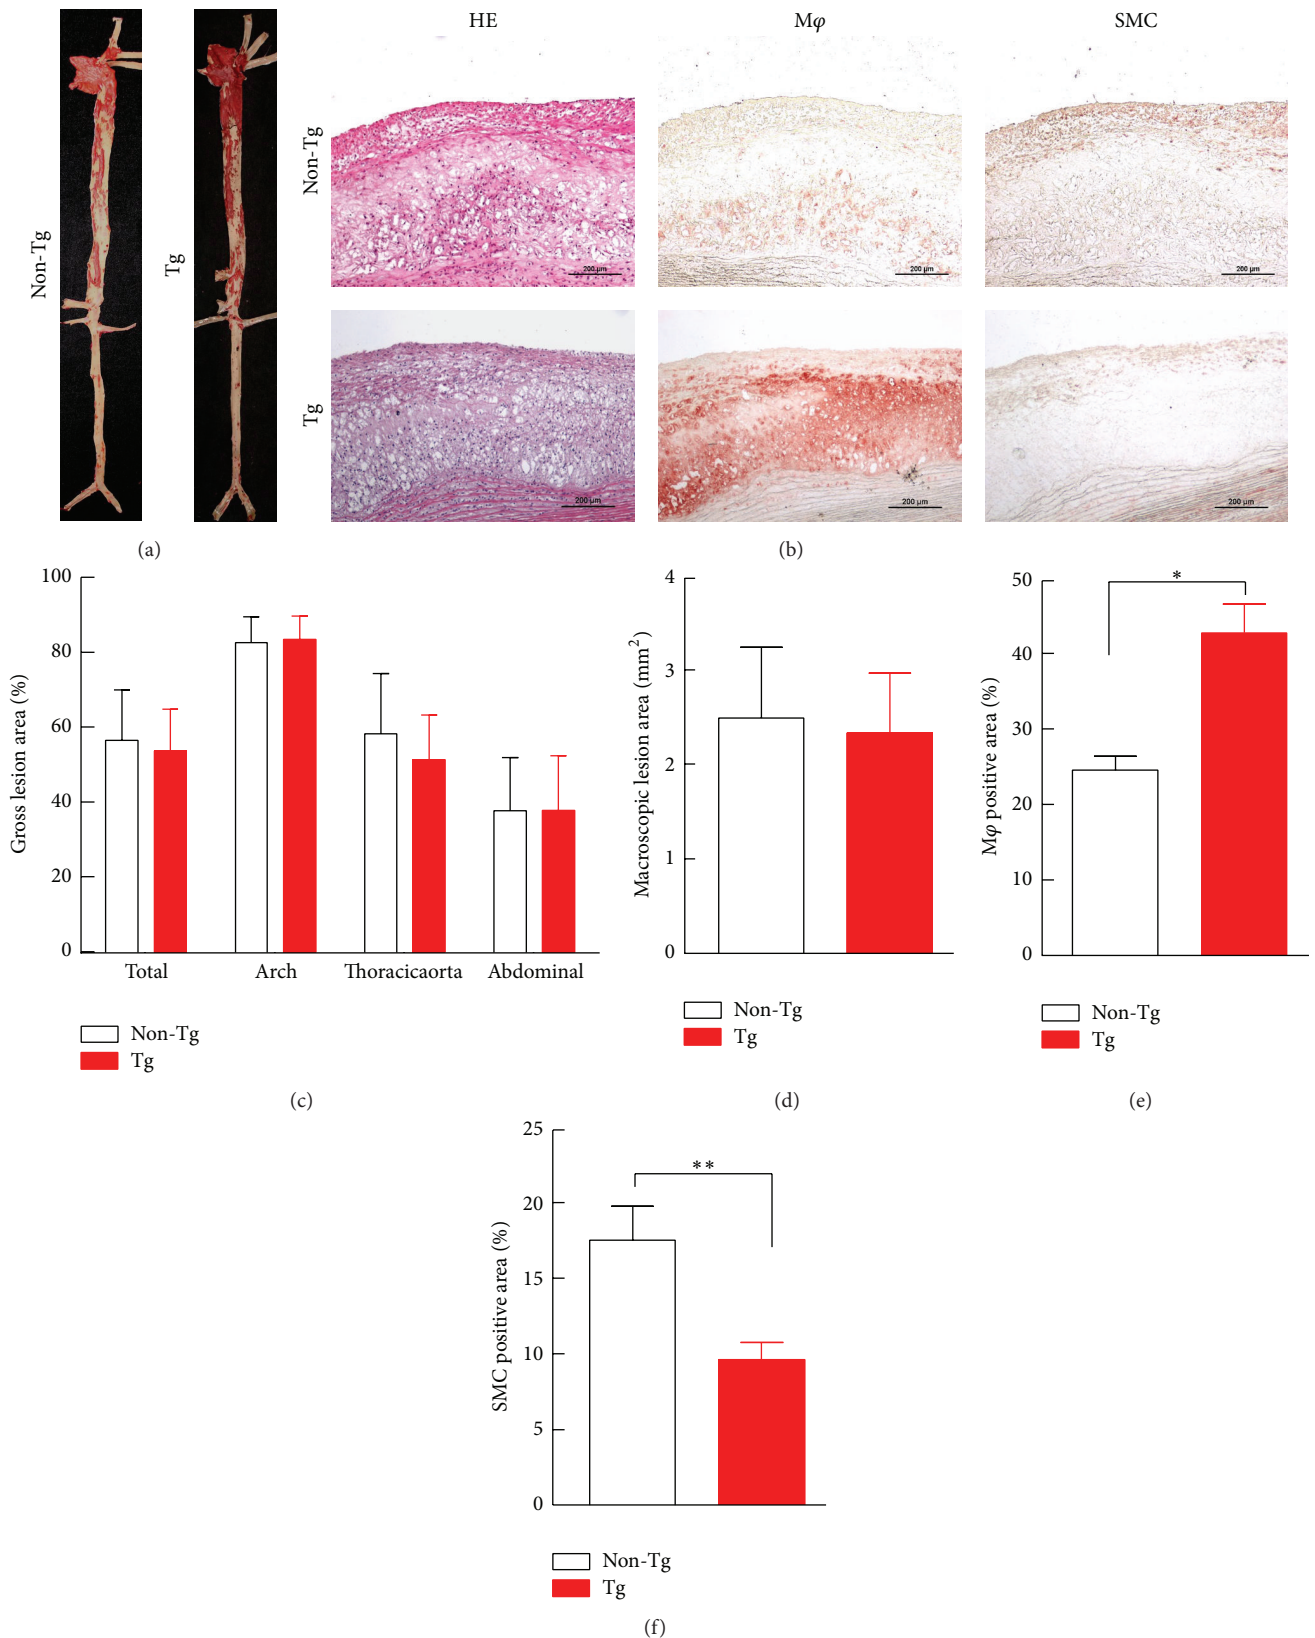 HE
Mφ
SMC
Non-Tg
Tg
Non-Tg
200 μm
200 μm
200 μm
Tg
200 μm
200 μm
200 μm
(a)
(b)
100
80
60
40
20
0
Gross lesion area (%)
Total
Arch
Thoracicaorta
Abdominal
Non-Tg
Tg
(c)
4
3
2
1
0
Macroscopic lesion area (mm²)
Non-Tg
Tg
(d)
50
40
30
20
10
0
Mφ positive area (%)
*
Non-Tg
Tg
(e)
25
20
15
10
5
0
SMC positive area (%)
**
Non-Tg
Tg
(f)